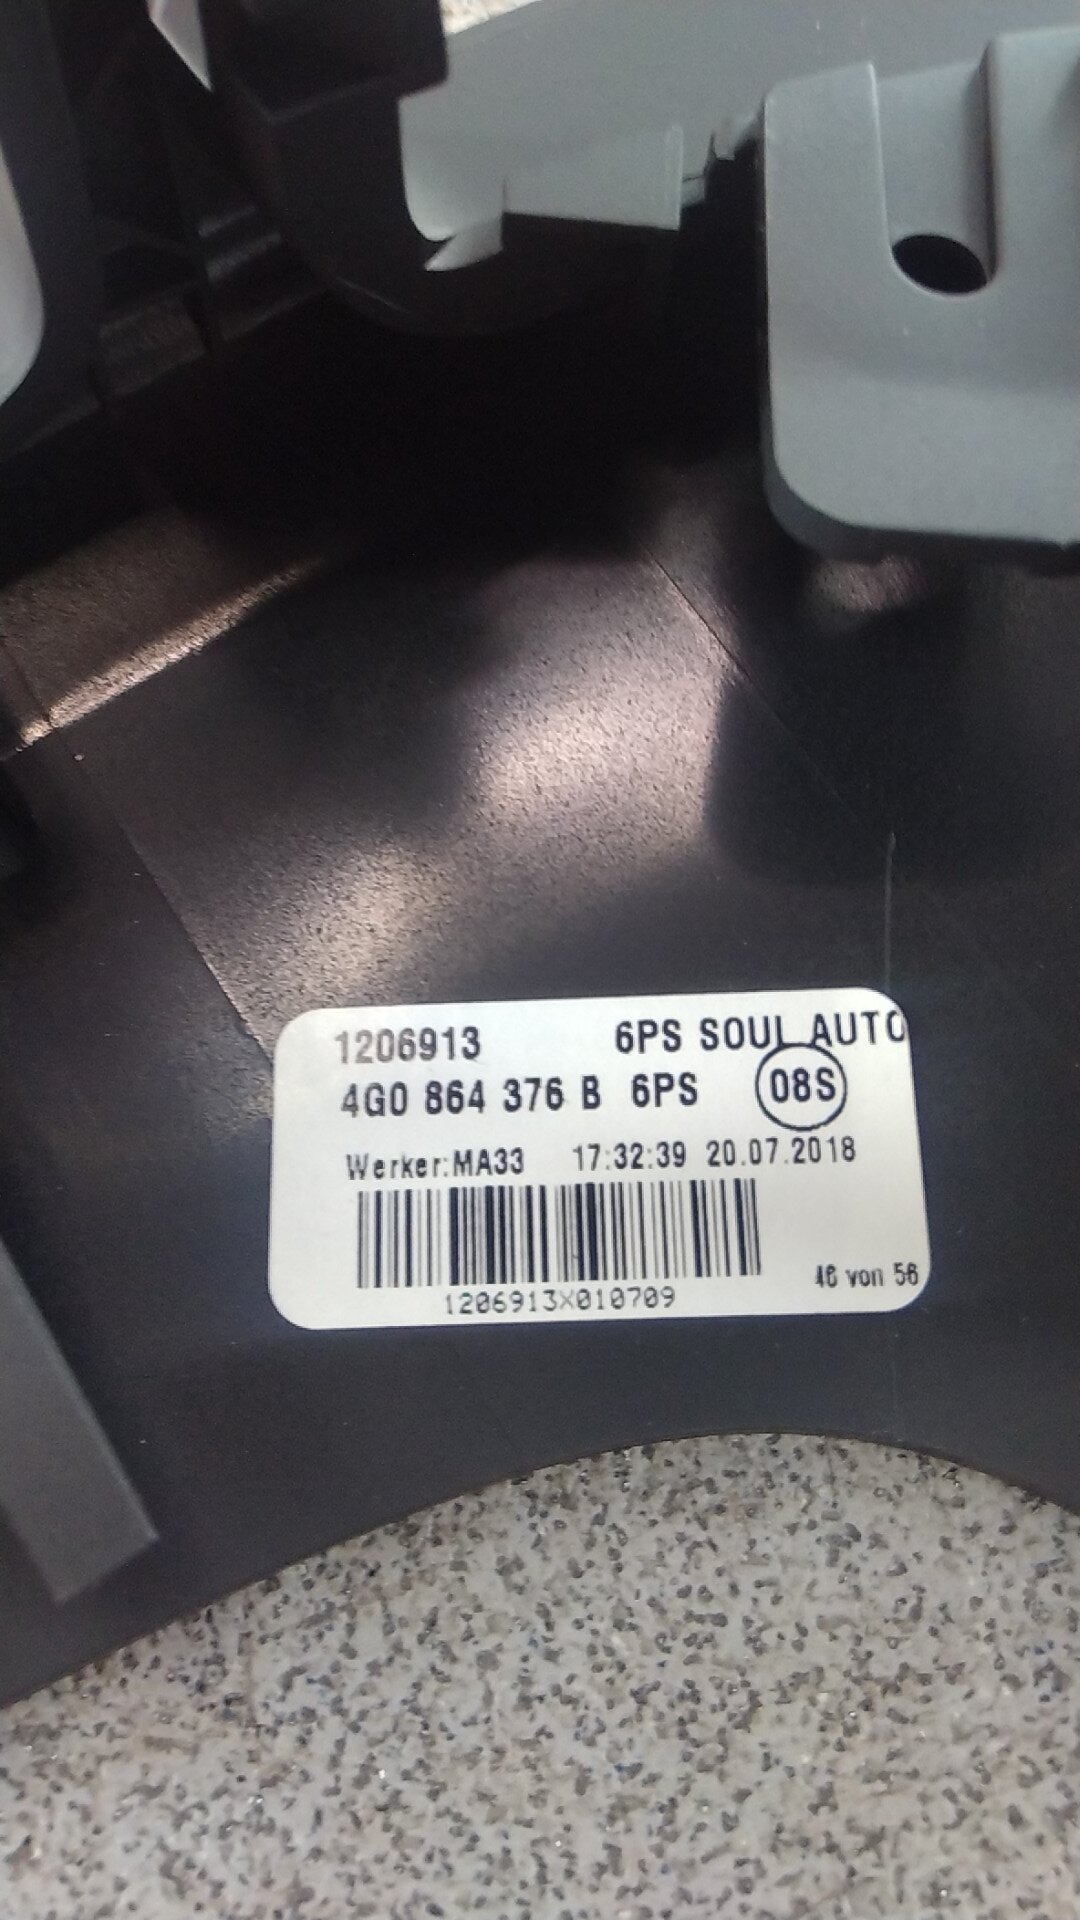 1206913 6PS SOUL AUTO
4G0 864 376 B 6PS 08S
Werker:MA33 17:32:39 20.07.2018
1206913X010709
46 von 56